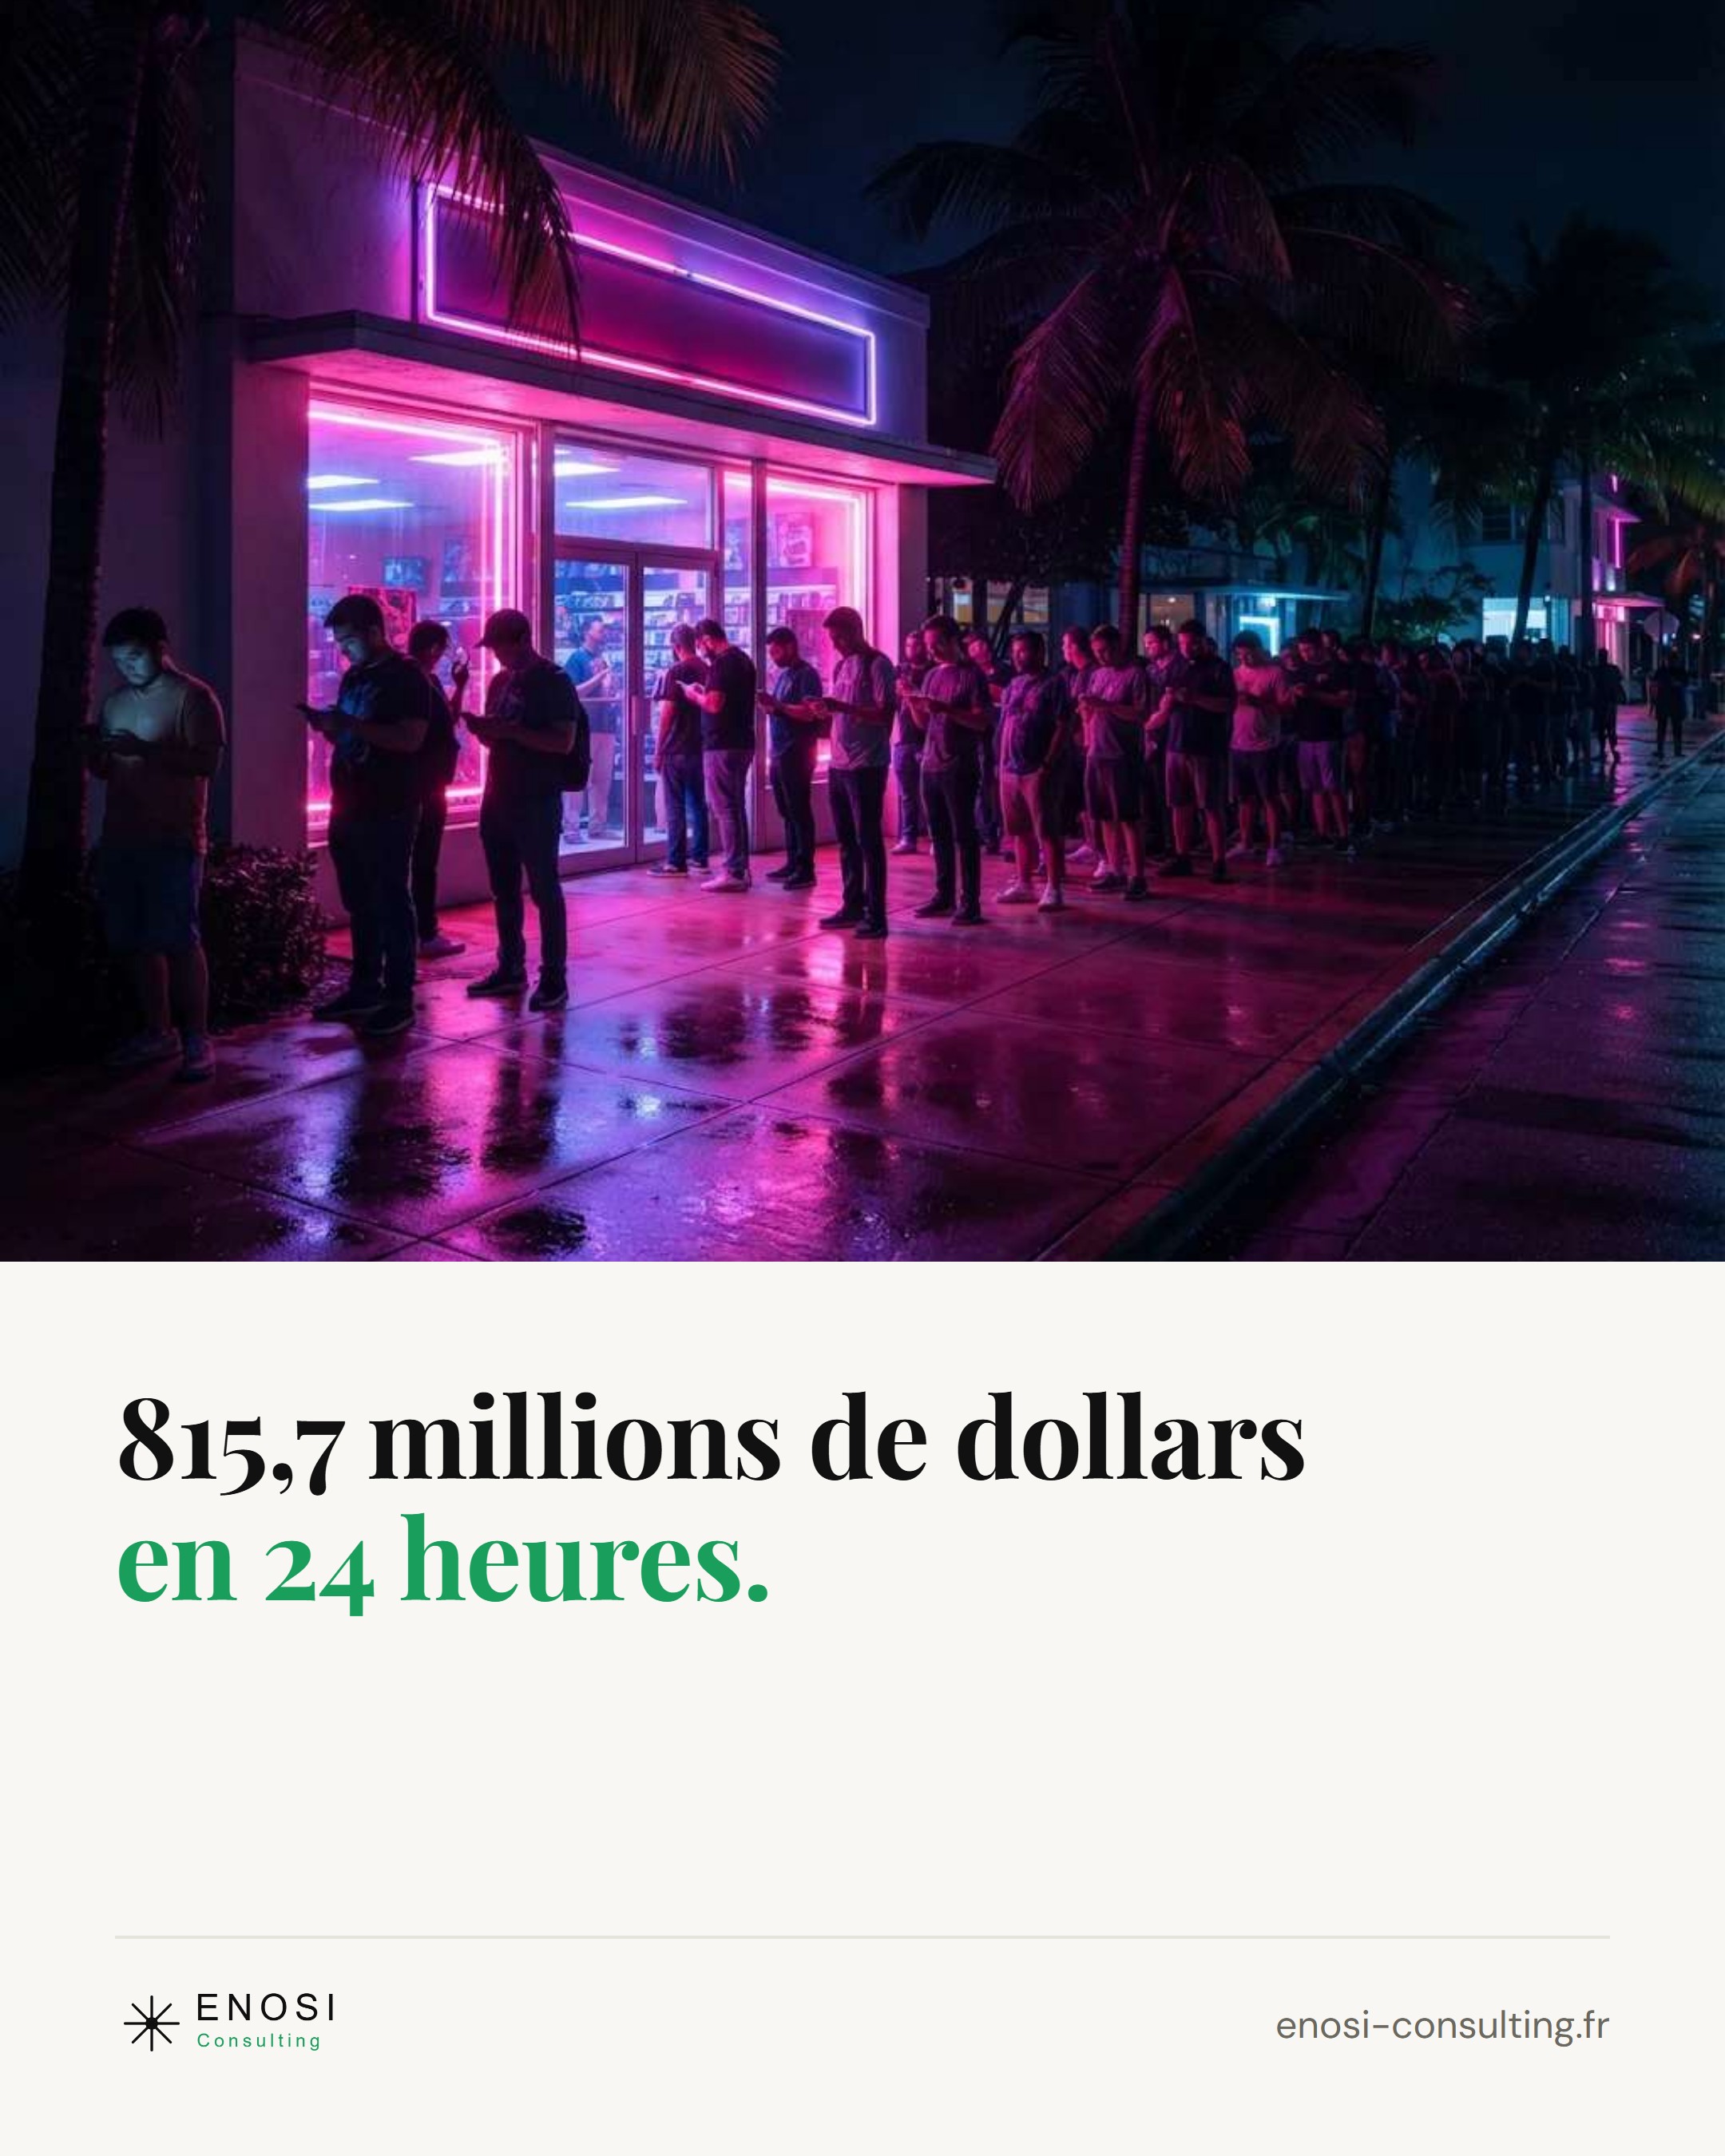 815,7 millions de dollars
en 24 heures.
ENOSI
Consulting
enosi-consulting.fr